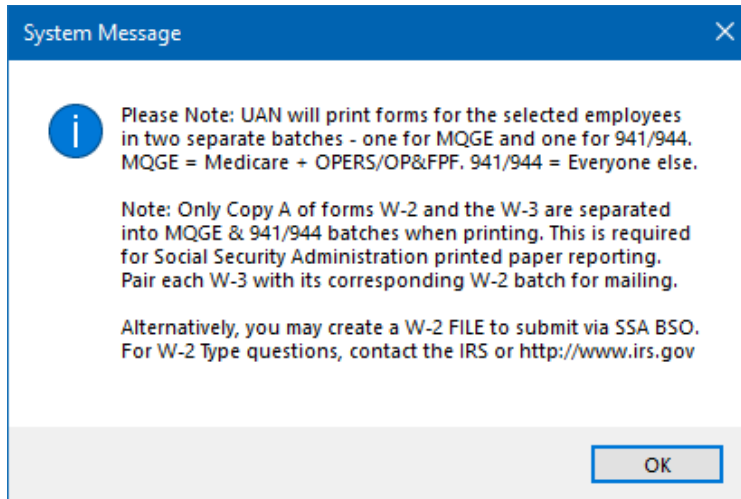 System Message
Please Note: UAN will print forms for the selected employees
in two separate batches - one for MQGE and one for 941/944.
MQGE = Medicare + OPERS/OP&FPF. 941/944 = Everyone else.
Note: Only Copy A of forms W-2 and the W-3 are separated
into MQGE & 941/944 batches when printing. This is required
for Social Security Administration printed paper reporting.
Pair each W-3 with its corresponding W-2 batch for mailing.
Alternatively, you may create a W-2 FILE to submit via SSA BSO.
For W-2 Type questions, contact the IRS or http://www.irs.gov
OK